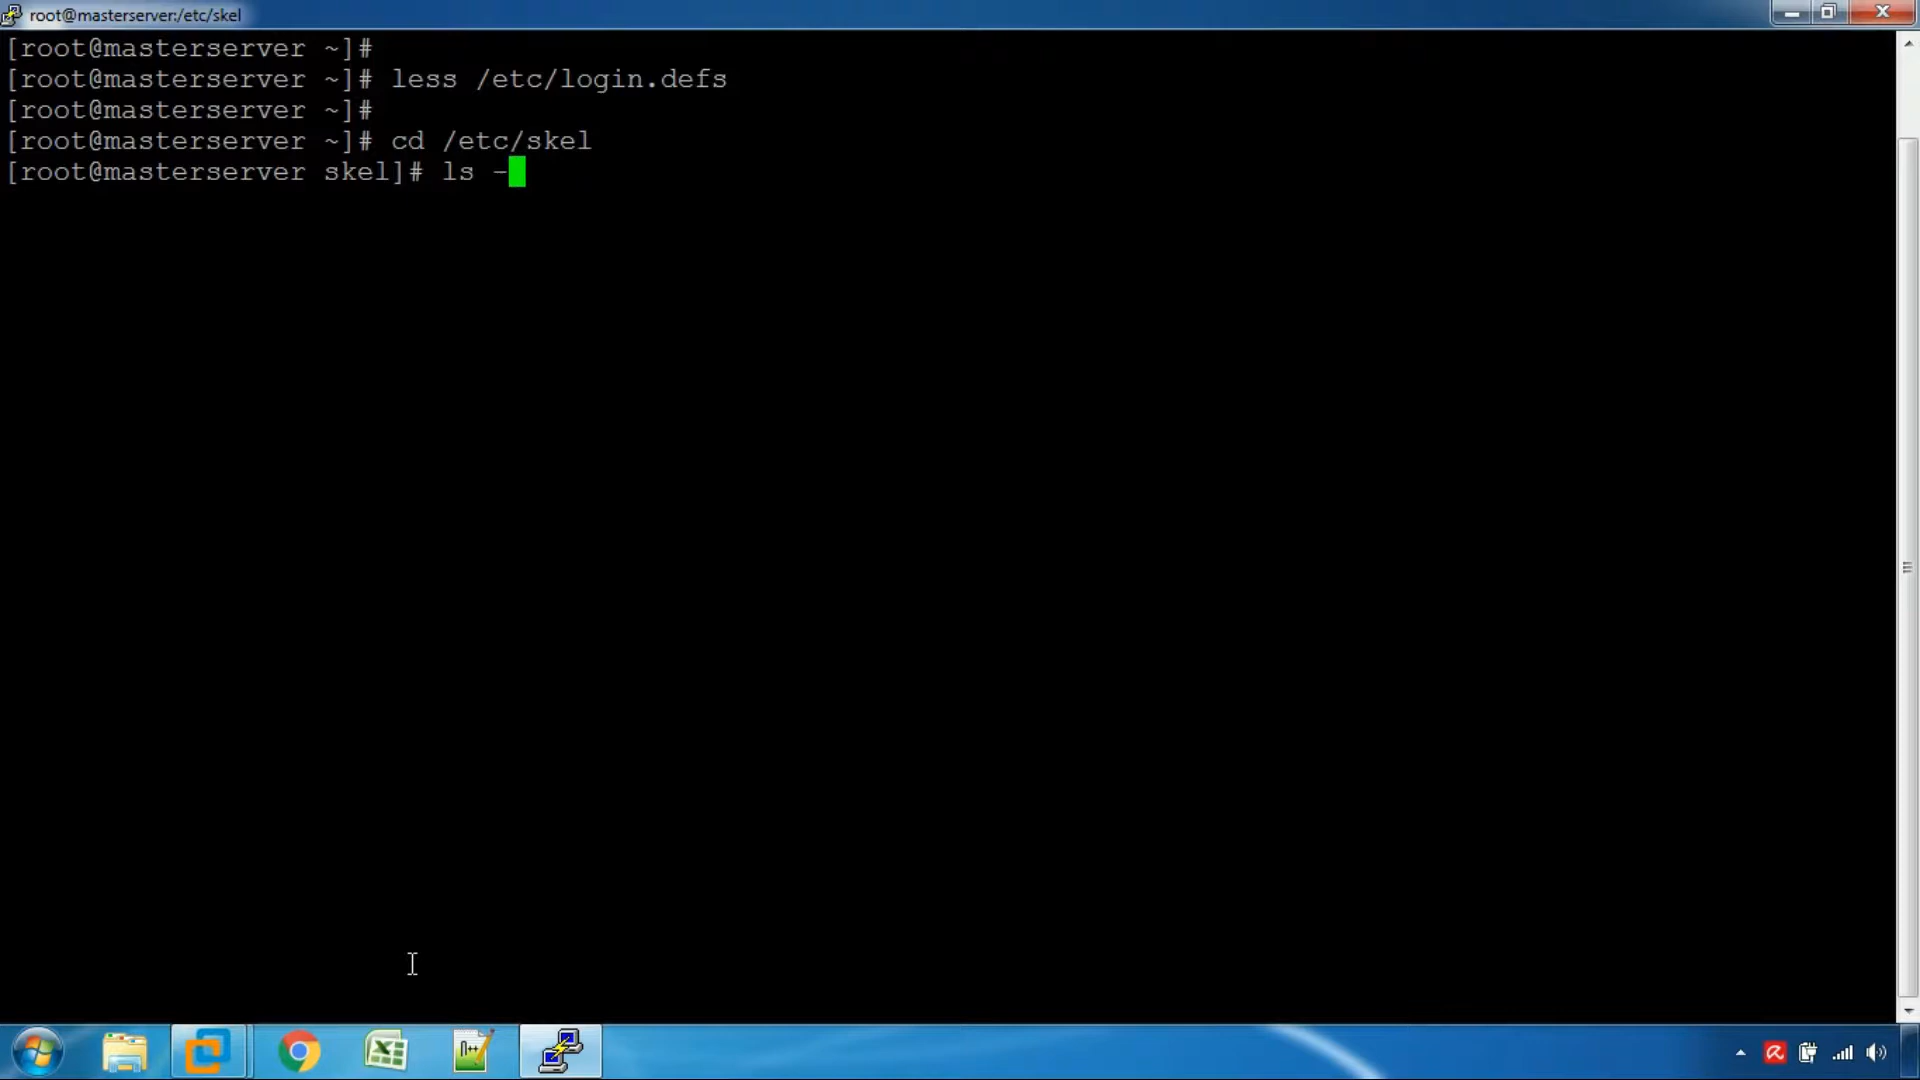 root@masterserver:/etc/skel
[root@masterserver ~]#
[root@masterserver ~]# less /etc/login.defs
[root@masterserver ~]#
[root@masterserver ~]# cd /etc/skel
[root@masterserver skel]# ls -